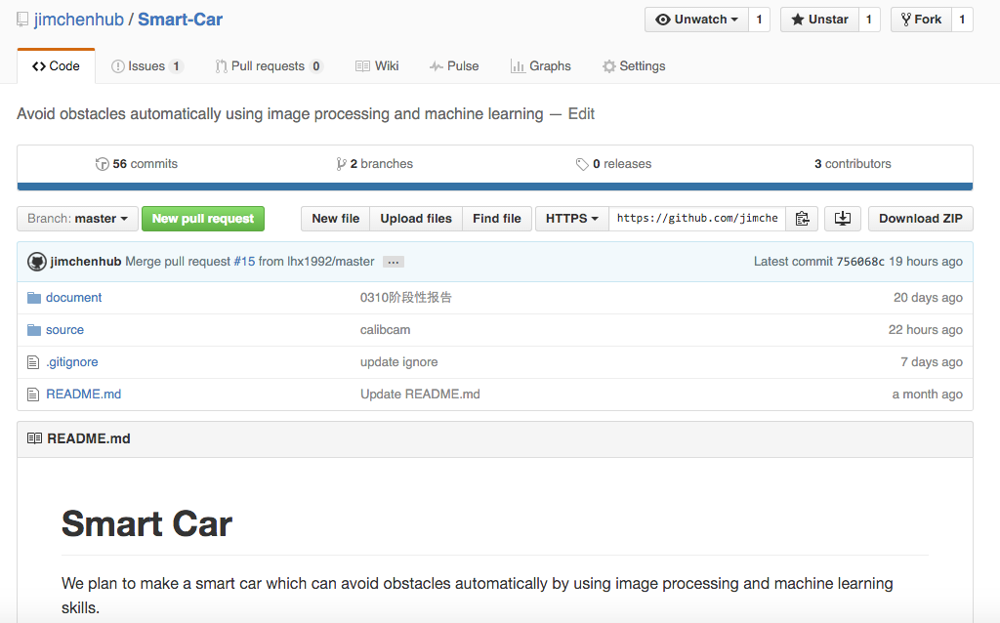 jimchenhub / Smart-Car Unwatch 1 Unstar 1 Fork 1
Code Issues 1 Pull requests 0 Wiki Pulse Graphs Settings
Avoid obstacles automatically using image processing and machine learning — Edit
56 commits 2 branches 0 releases 3 contributors
Branch: master New pull request New file Upload files Find file HTTPS https://github.com/jimche Download ZIP
jimchenhub Merge pull request #15 from lhx1992/master ... Latest commit 756068c 19 hours ago
document 0310阶段性报告 20 days ago
source calibcam 22 hours ago
.gitignore update ignore 7 days ago
README.md Update README.md a month ago
README.md
Smart Car
We plan to make a smart car which can avoid obstacles automatically by using image processing and machine learning
skills.